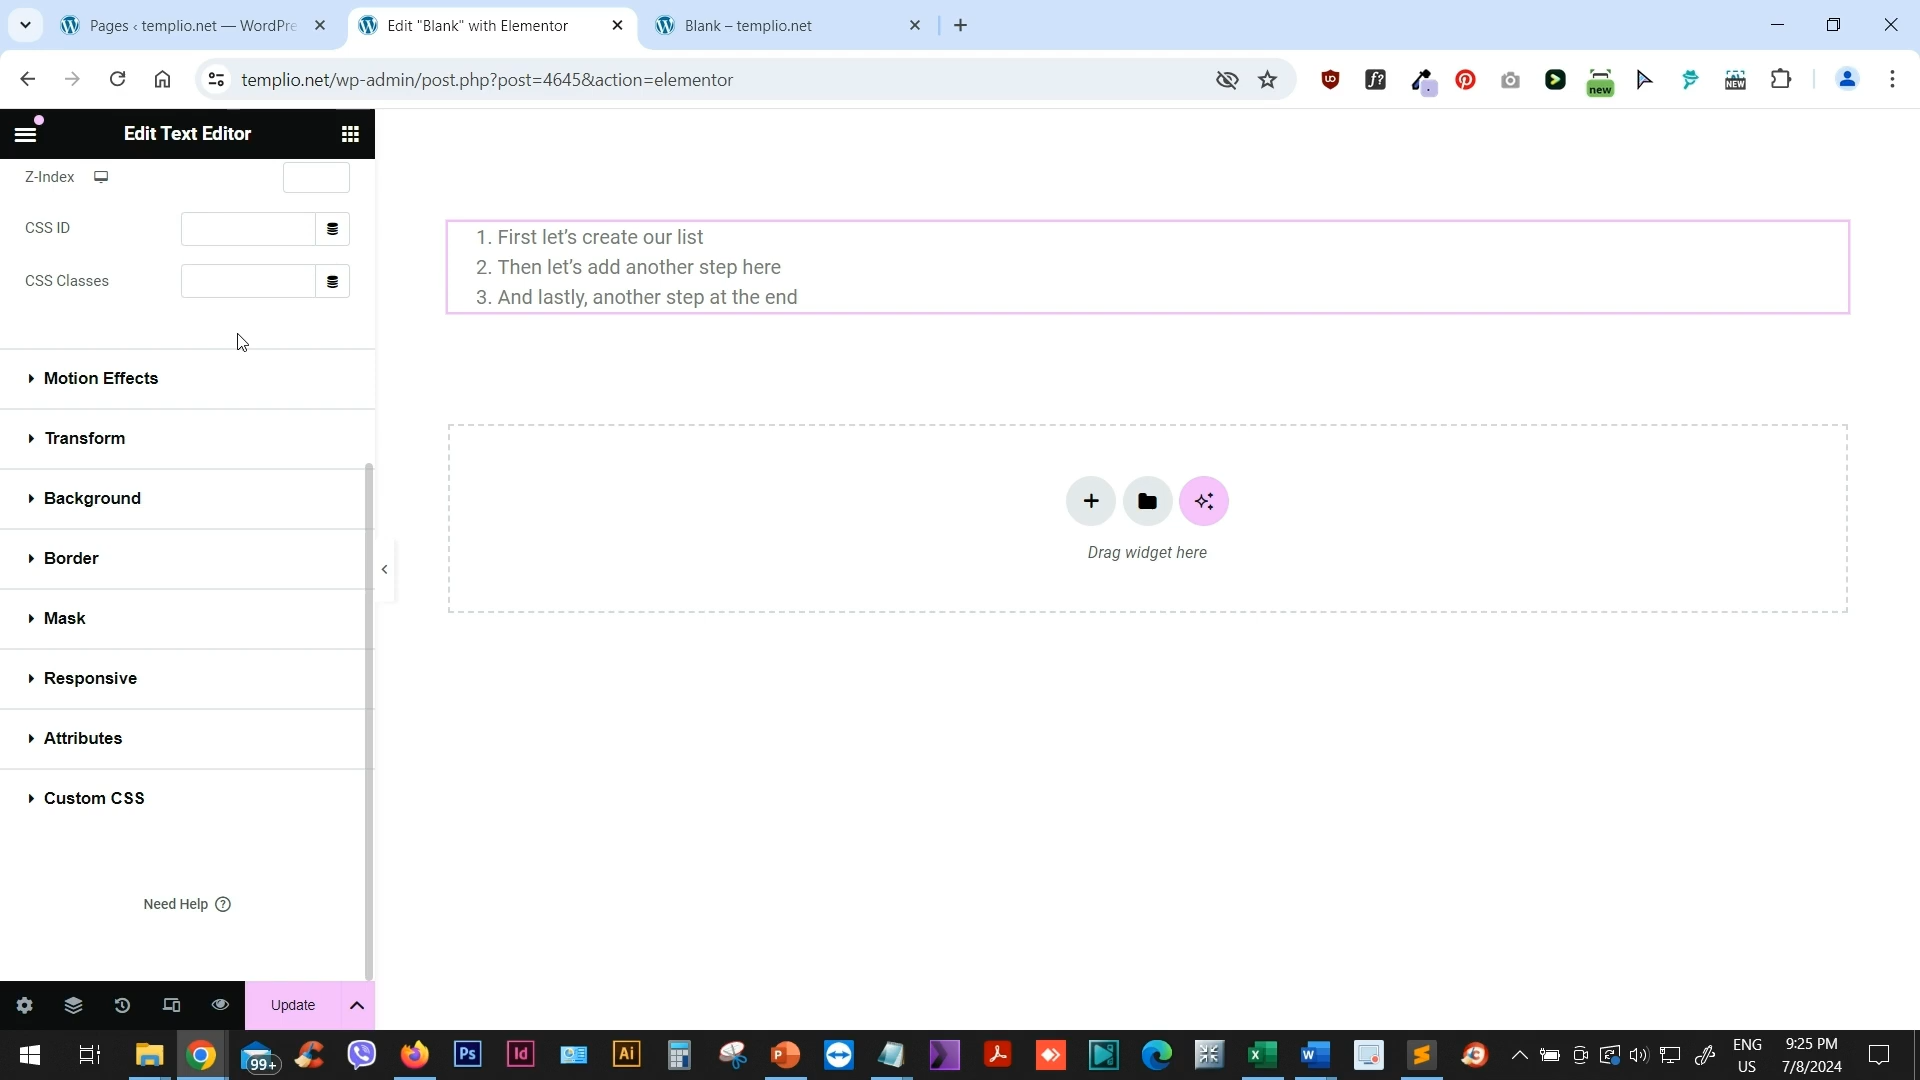 Pages ‹ templio.net — WordPre
Edit "Blank" with Elementor
Blank – templio.net
templio.net/wp-admin/post.php?post=4645&action=elementor
new
NEW
Edit Text Editor
Z-Index
CSS ID
CSS Classes
Motion Effects
Transform
Background
Border
Mask
Responsive
Attributes
Custom CSS
Need Help
Update
1. First let’s create our list
2. Then let’s add another step here
3. And lastly, another step at the end
Drag widget here
99+
Ps
Id
Ai
ENG
US
9:25 PM
7/8/2024